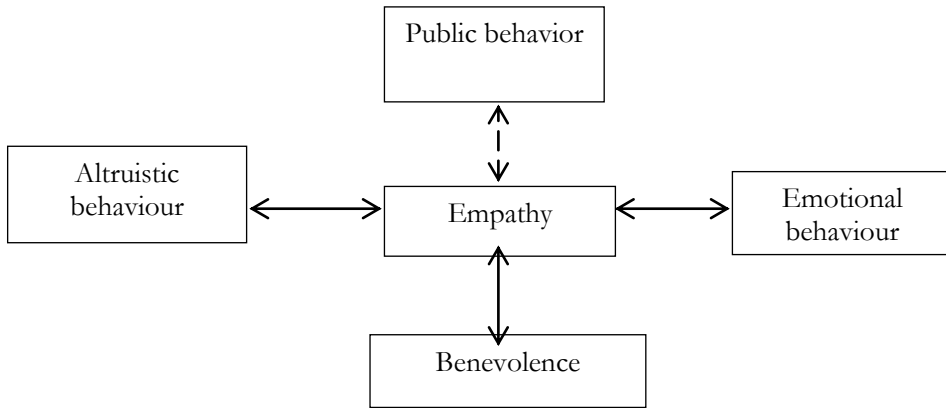 Public behavior
Altruistic
behaviour
Empathy
Emotional
behaviour
Benevolence